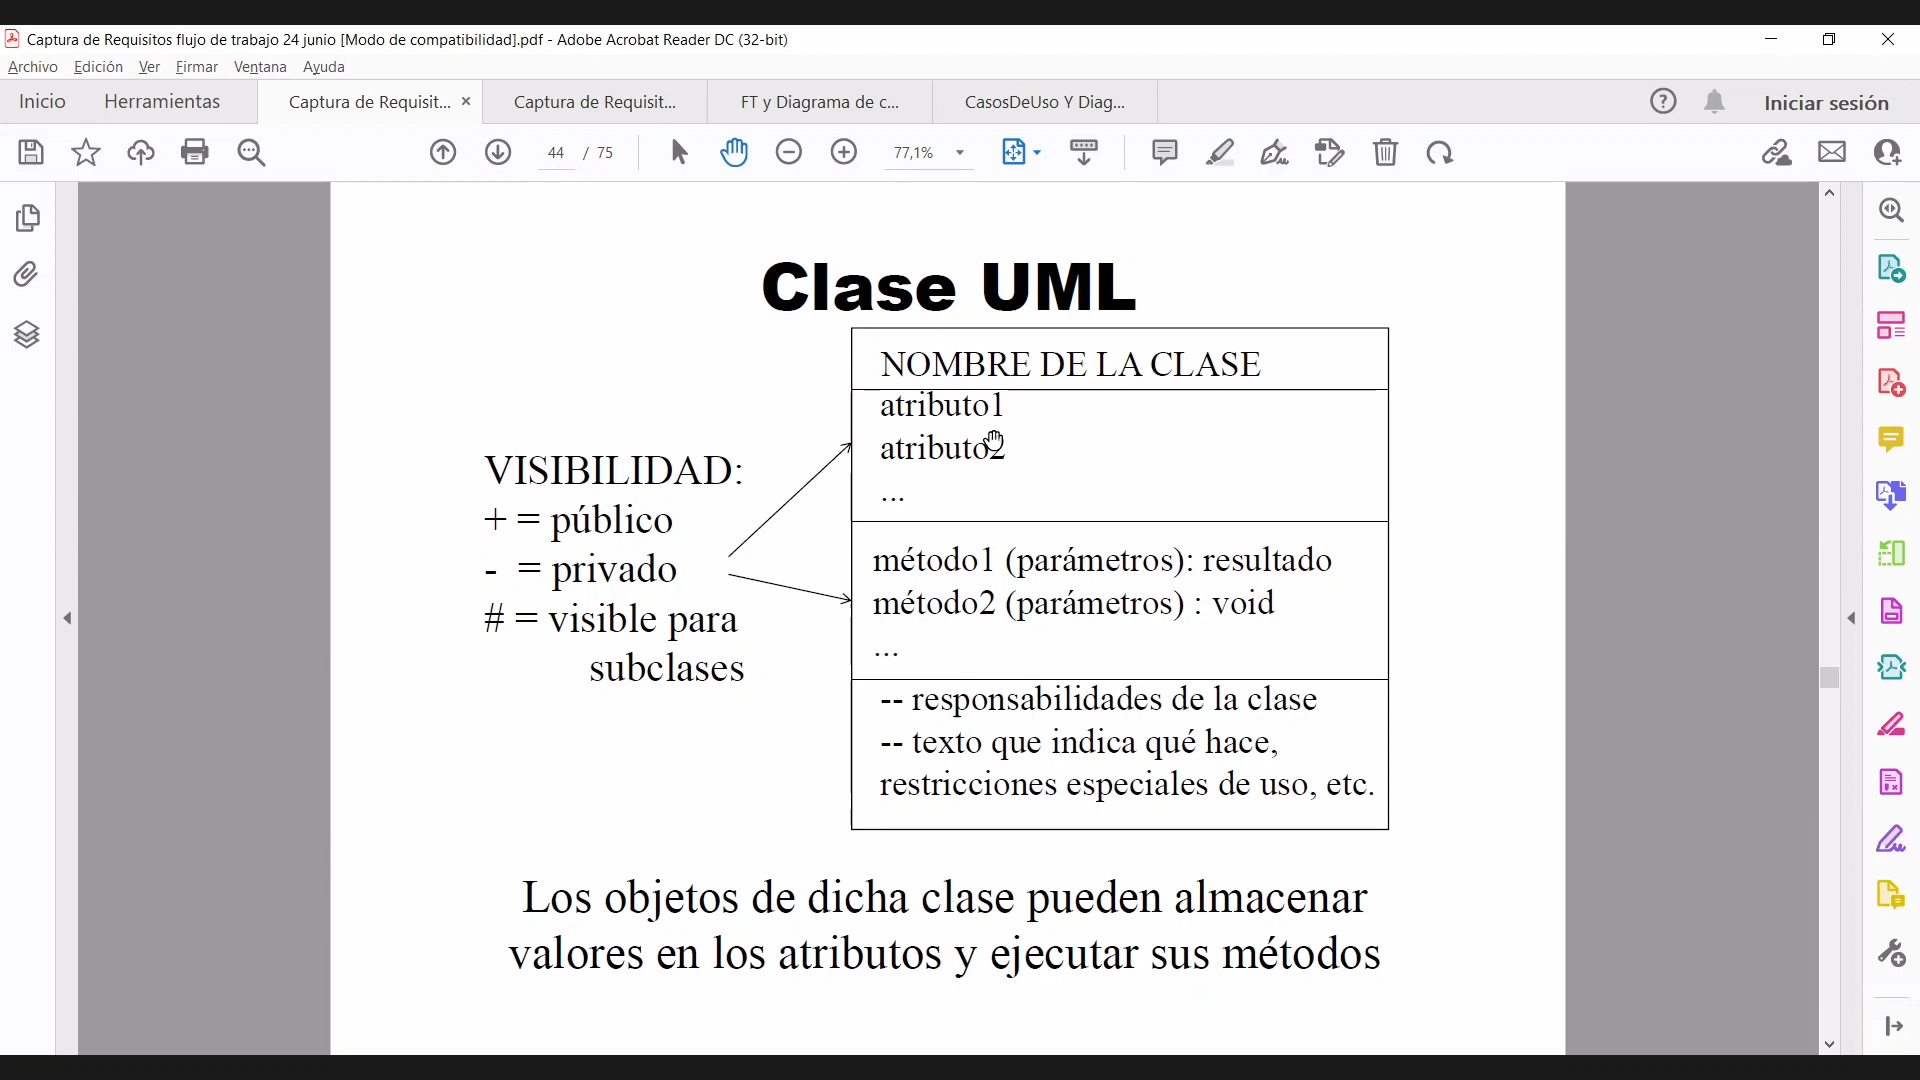 Captura de Requisitos flujo de trabajo 24 junio [Modo de compatibilidad].pdf - Adobe Acrobat Reader DC (32-bit)
Archivo Edición Ver Firmar Ventana Ayuda
Inicio Herramientas Captura de Requisit... × Captura de Requisit... FT y Diagrama de c... CasosDeUso Y Diag... Iniciar sesión
44 / 75 77,1%
Clase UML
NOMBRE DE LA CLASE
atributo1
atributo2
...
VISIBILIDAD:
+ = público
- = privado
# = visible para
subclases
método1 (parámetros): resultado
método2 (parámetros) : void
...
-- responsabilidades de la clase
-- texto que indica qué hace,
restricciones especiales de uso, etc.
Los objetos de dicha clase pueden almacenar
valores en los atributos y ejecutar sus métodos